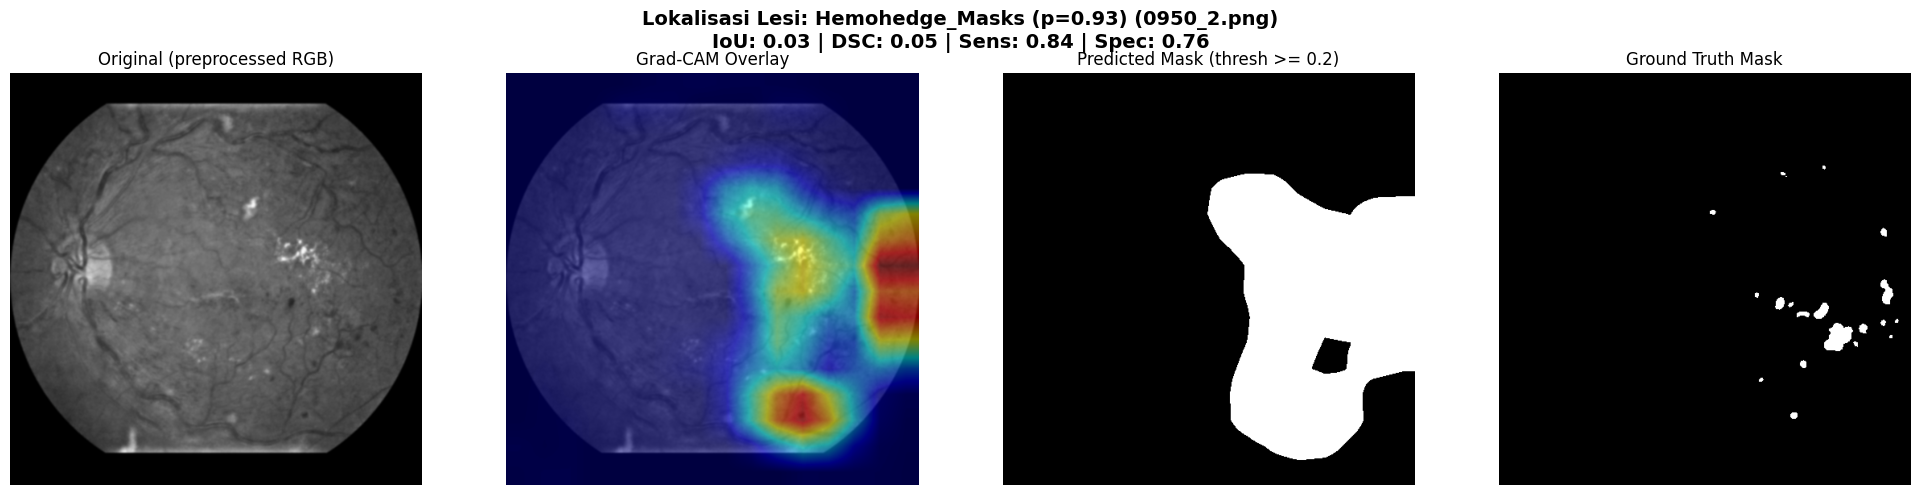 Lokalisasi Lesi: Hemohedge_Masks (p=0.93) (0950_2.png)
IoU: 0.03 | DSC: 0.05 | Sens: 0.84 | Spec: 0.76
Original (preprocessed RGB)
Grad-CAM Overlay
Predicted Mask (thresh >= 0.2)
Ground Truth Mask